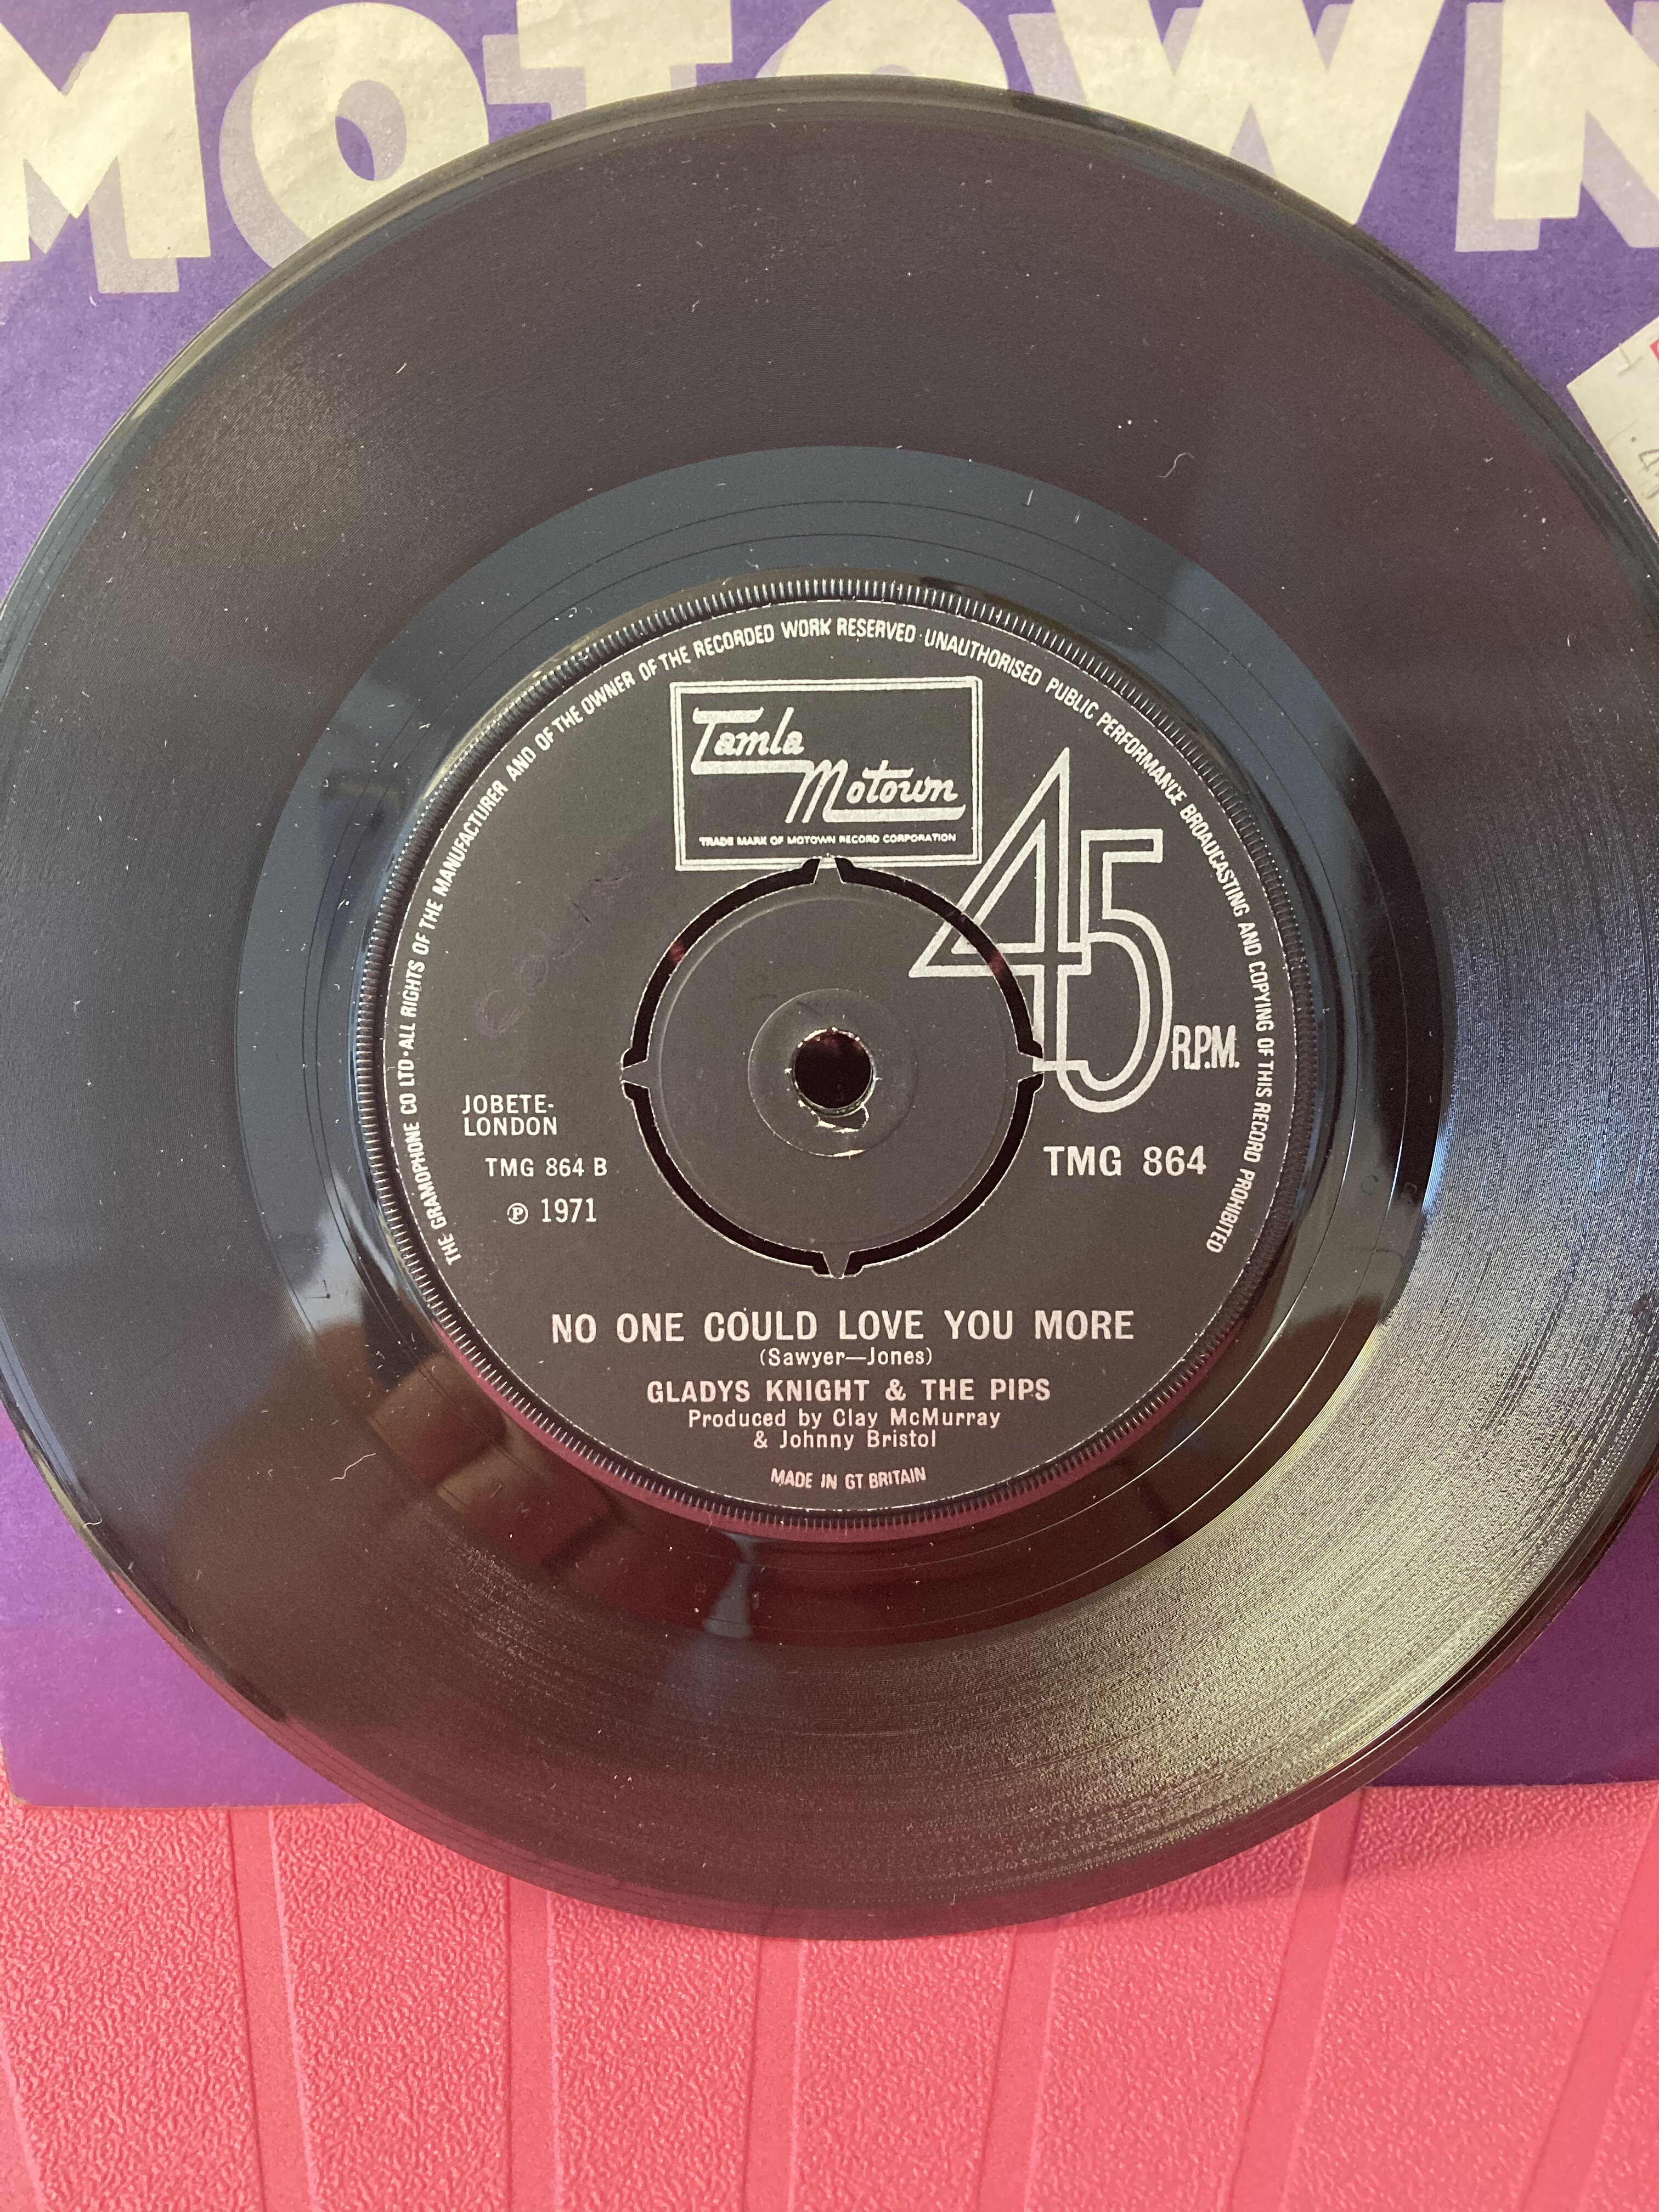 MOTOWN
THE GRAMOPHONE CO LTD · ALL RIGHTS OF THE MANUFACTURER AND OF THE OWNER OF THE RECORDED WORK RESERVED · UNAUTHORISED PUBLIC PERFORMANCE BROADCASTING AND COPYING OF THIS RECORD PROHIBITED
Tamla
Motown
TRADE MARK OF MOTOWN RECORD CORPORATION
45
R.P.M.
JOBETE-
LONDON
TMG 864 B
℗ 1971
TMG 864
NO ONE COULD LOVE YOU MORE
(Sawyer—Jones)
GLADYS KNIGHT & THE PIPS
Produced by Clay McMurray
& Johnny Bristol
MADE IN GT BRITAIN